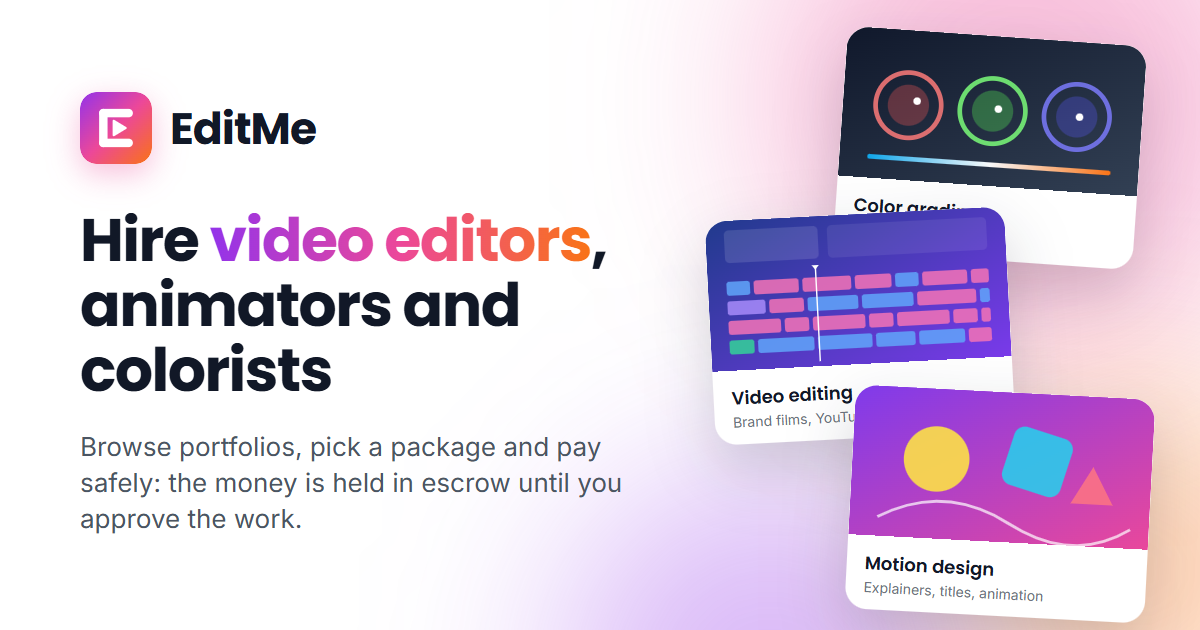 EditMe
Hire video editors,
animators and
colorists
Browse portfolios, pick a package and pay
safely: the money is held in escrow until you
approve the work.
Color
Video editing
Brand films,
Motion design
Explainers, titles, animation